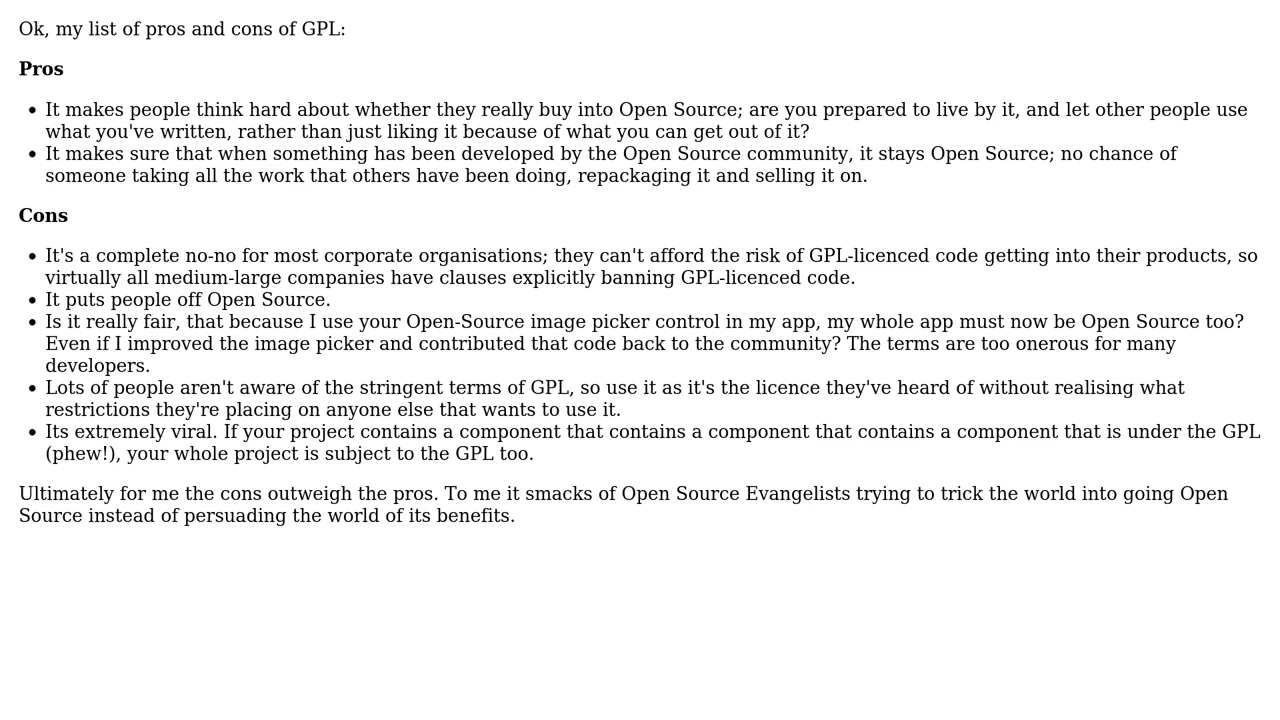 Ok, my list of pros and cons of GPL:
Pros
• It makes people think hard about whether they really buy into Open Source; are you prepared to live by it, and let other people use
what you've written, rather than just liking it because of what you can get out of it?
• It makes sure that when something has been developed by the Open Source community, it stays Open Source; no chance of
someone taking all the work that others have been doing, repackaging it and selling it on.
Cons
• It's a complete no-no for most corporate organisations; they can't afford the risk of GPL-licenced code getting into their products, so
virtually all medium-large companies have clauses explicitly banning GPL-licenced code.
• It puts people off Open Source.
• Is it really fair, that because I use your Open-Source image picker control in my app, my whole app must now be Open Source too?
Even if I improved the image picker and contributed that code back to the community? The terms are too onerous for many
developers.
• Lots of people aren't aware of the stringent terms of GPL, so use it as it's the licence they've heard of without realising what
restrictions they're placing on anyone else that wants to use it.
• Its extremely viral. If your project contains a component that contains a component that contains a component that is under the GPL
(phew!), your whole project is subject to the GPL too.
Ultimately for me the cons outweigh the pros. To me it smacks of Open Source Evangelists trying to trick the world into going Open
Source instead of persuading the world of its benefits.